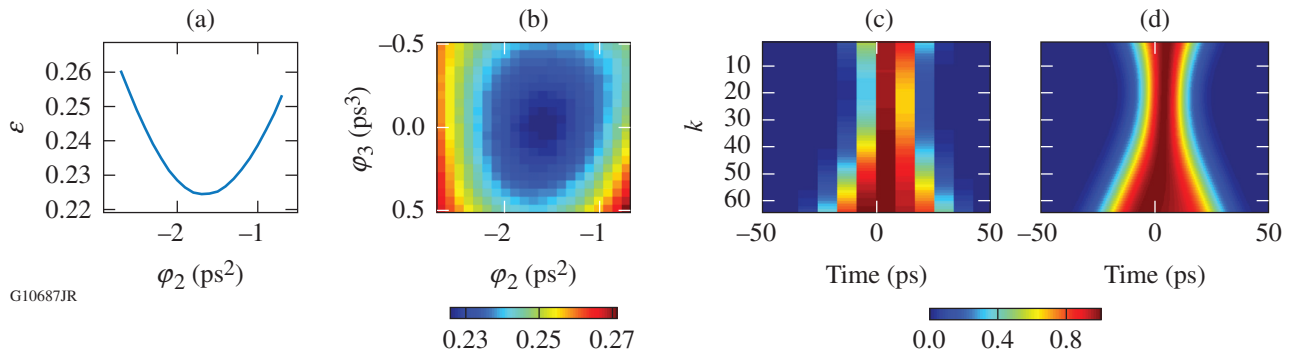 (a)
0.26
0.25
0.24
0.23
0.22
ε
–2 –1
φ2 (ps²)
(b)
–0.5
0.0
0.5
φ3 (ps³)
–2 –1
φ2 (ps²)
0.23 0.25 0.27
(c)
10
20
30
40
50
60
k
–50 0 50
Time (ps)
(d)
–50 0 50
Time (ps)
0.0 0.4 0.8
G10687JR